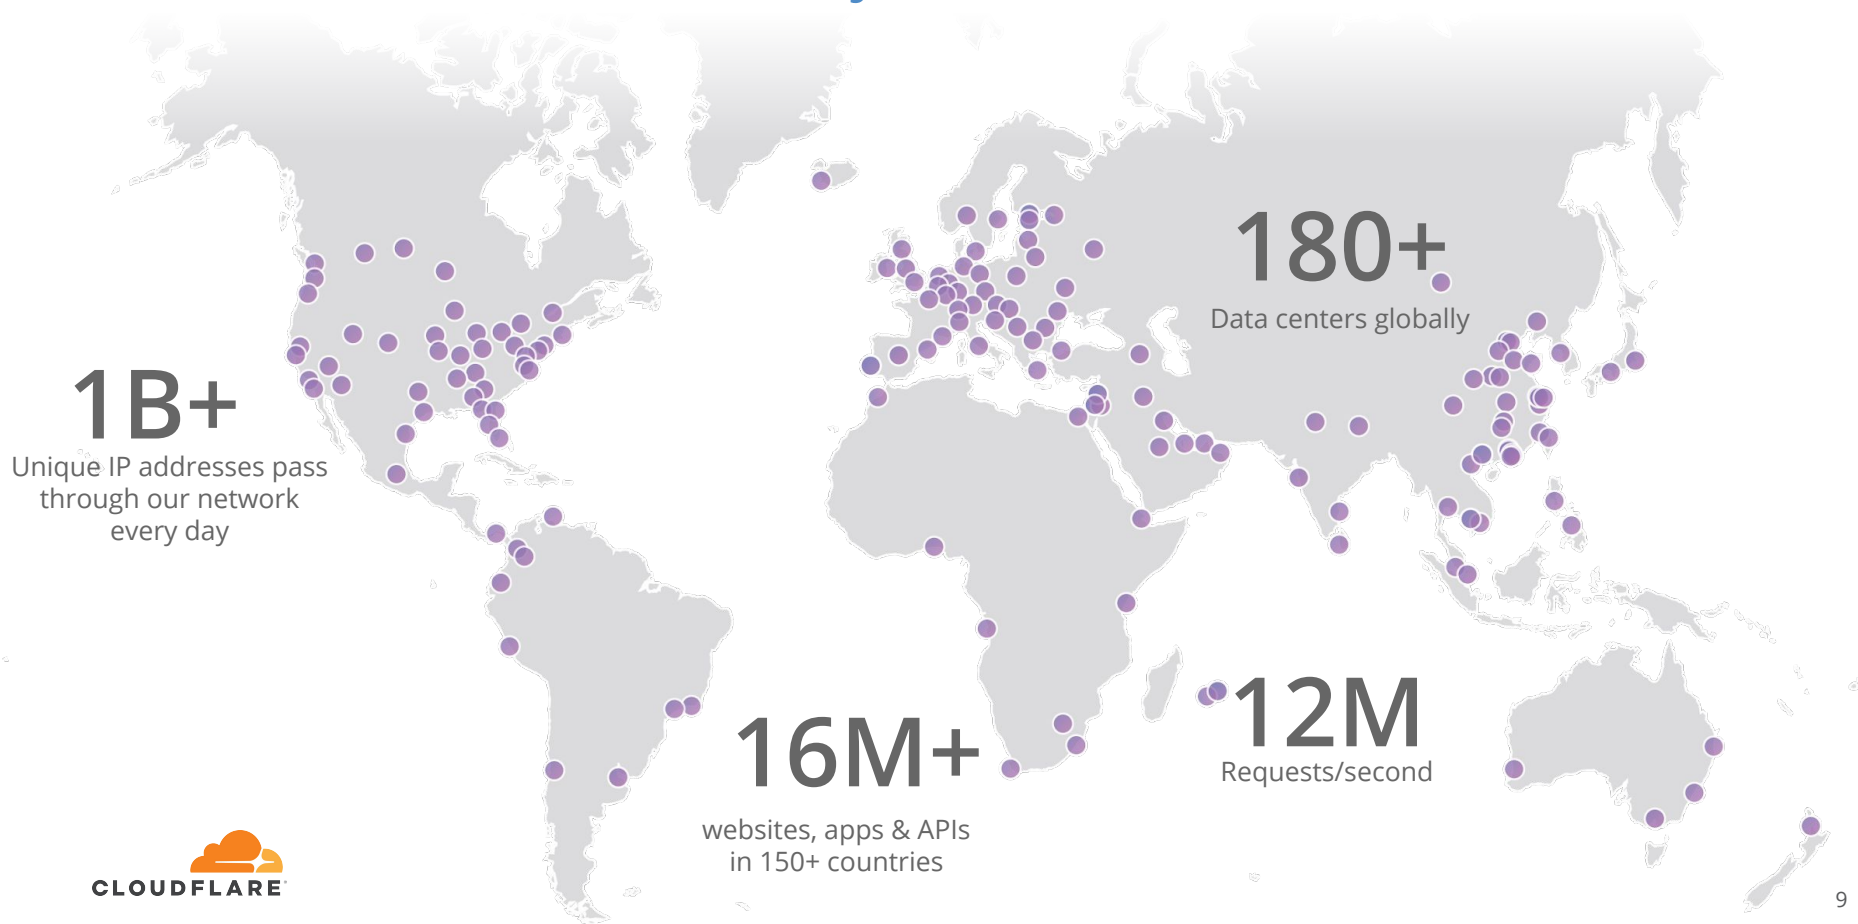 180+
Data centers globally
1B+
Unique IP addresses pass
through our network
every day
12M
Requests/second
16M+
websites, apps & APIs
in 150+ countries
CLOUDFLARE
9